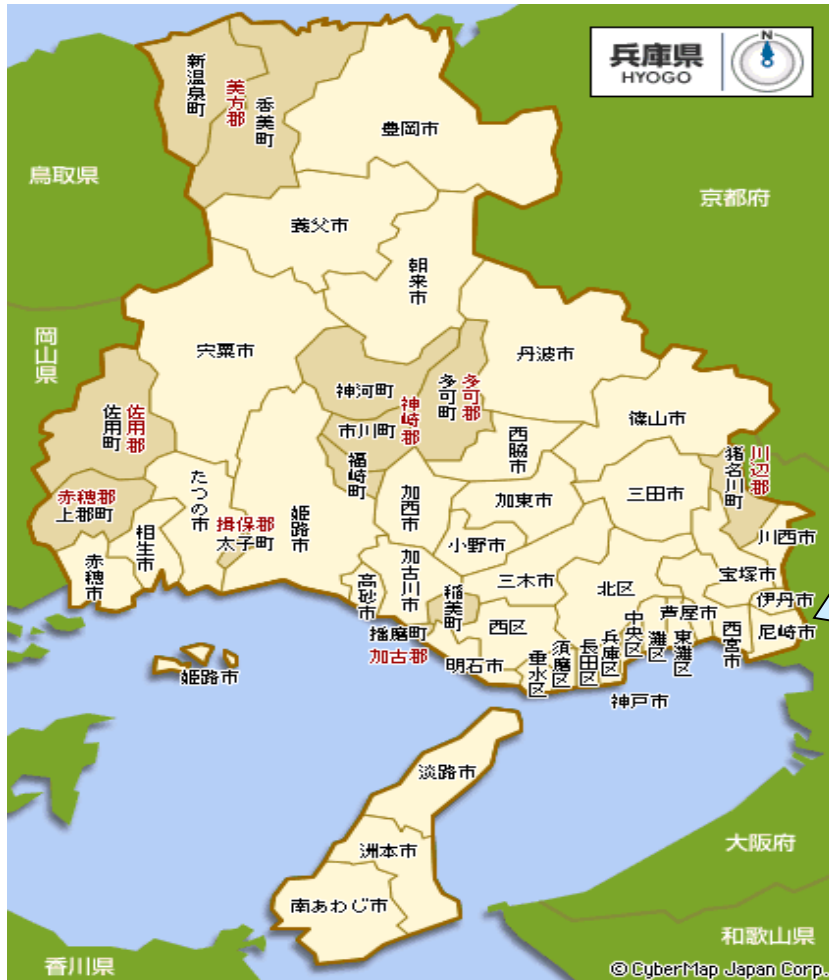 兵庫県
HYOGO
N
新温泉町
美方郡
香美町
豊岡市
鳥取県
京都府
養父市
朝来市
岡山県
宍粟市
丹波市
神河町
多可町
多可郡
佐用町
佐用郡
市川町
神崎郡
篠山市
福崎町
西脇市
猪名川町
川辺郡
赤穂郡
上郡町
たつの市
姫路市
加西市
加東市
三田市
揖保郡
太子町
相生市
赤穂市
小野市
川西市
加古川市
高砂市
稲美町
三木市
北区
宝塚市
伊丹市
芦屋市
尼崎市
西宮市
播磨町
加古郡
西区
明石市
垂水区
須磨区
長田区
兵庫区
中央区
灘区
東灘区
神戸市
姫路市
淡路市
洲本市
南あわじ市
大阪府
和歌山県
香川県
© CyberMap Japan Corp.